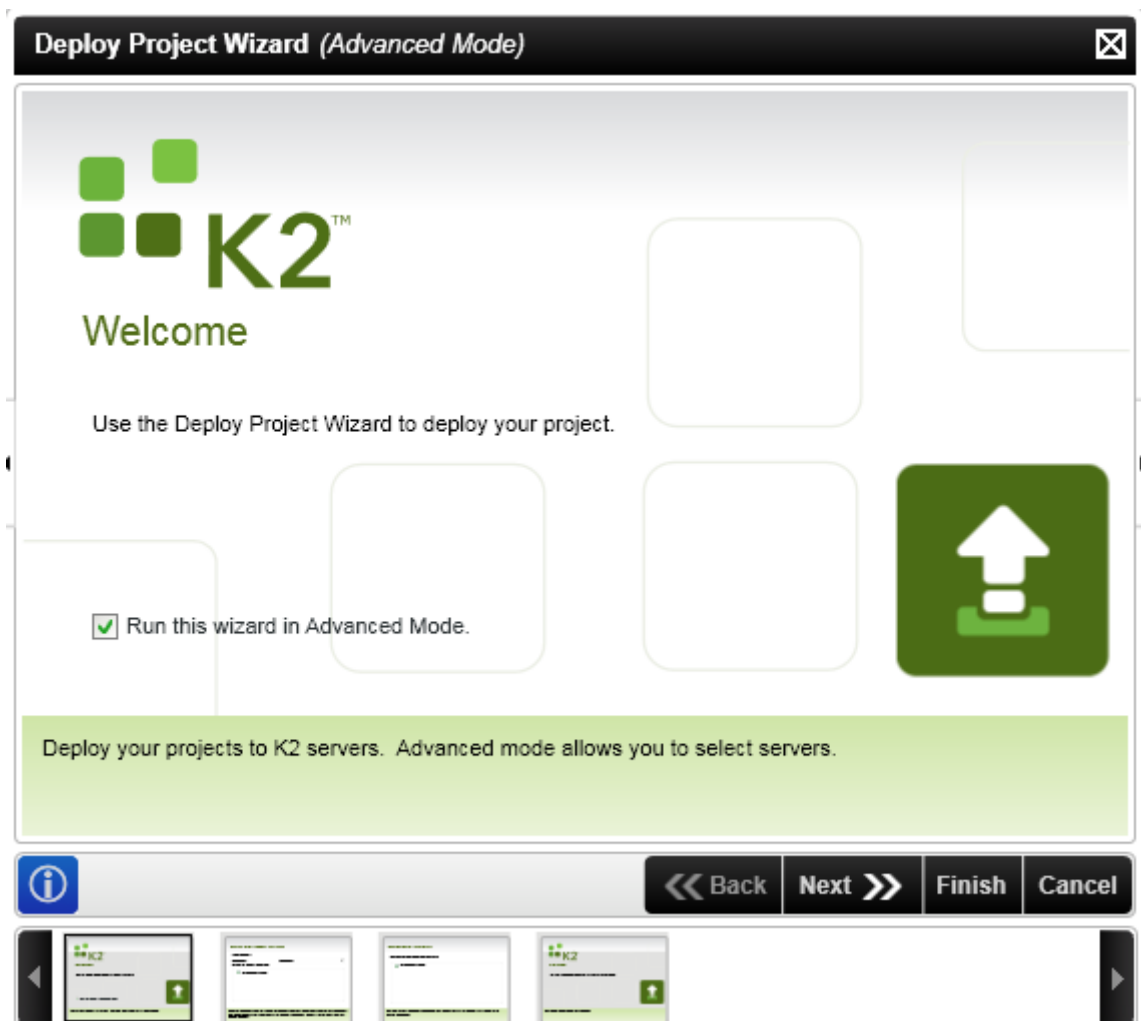 Deploy Project Wizard (Advanced Mode)
K2™
Welcome
Use the Deploy Project Wizard to deploy your project.
Run this wizard in Advanced Mode.
Deploy your projects to K2 servers. Advanced mode allows you to select servers.
Back
Next
Finish
Cancel
K2
K2